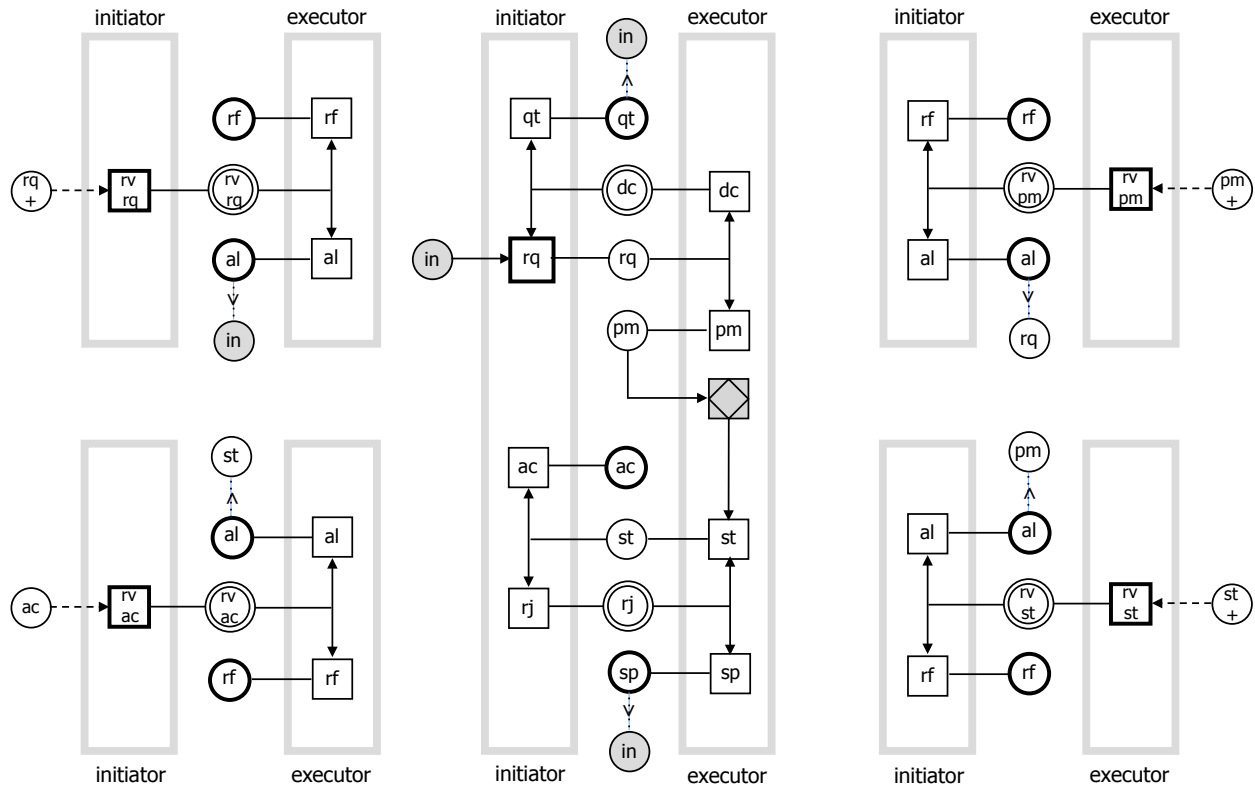 initiator executor
rf rf
rq
+
rv
rq
rv
rq
al al
in
initiator executor
in
qt qt
dc dc
in rq rq
pm pm
ac ac
st st
rj rj
sp sp
in
initiator executor
initiator executor
rf rf
rv
pm
rv
pm
pm
+
al al
rq
st
al al
ac
rv
ac
rv
ac
rf rf
initiator executor
pm
al al
rv
st
rv
st
st
+
rf rf
initiator executor